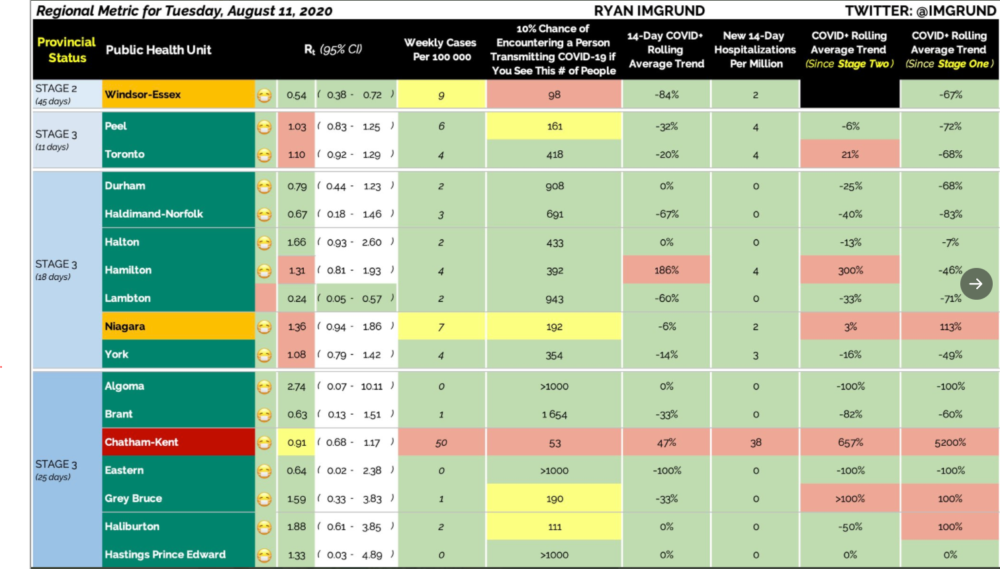 Regional Metric for Tuesday, August 11, 2020 RYAN IMGRUND TWITTER: @IMGRUND
Provincial Status Public Health Unit Rt (95% CI) Weekly Cases Per 100 000 10% Chance of Encountering a Person Transmitting COVID-19 if You See This # of People 14-Day COVID+ Rolling Average Trend New 14-Day Hospitalizations Per Million COVID+ Rolling Average Trend (Since Stage Two) COVID+ Rolling Average Trend (Since Stage One)
STAGE 2 (45 days) Windsor-Essex 0.54 ( 0.38 - 0.72 ) 9 98 -84% 2 -67%
STAGE 3 (11 days)
Peel 1.03 ( 0.83 - 1.25 ) 6 161 -32% 4 -6% -72%
Toronto 1.10 ( 0.92 - 1.29 ) 4 418 -20% 4 21% -68%
STAGE 3 (18 days)
Durham 0.79 ( 0.44 - 1.23 ) 2 908 0% 0 -25% -68%
Haldimand-Norfolk 0.67 ( 0.18 - 1.46 ) 3 691 -67% 0 -40% -83%
Halton 1.66 ( 0.93 - 2.60 ) 2 433 0% 0 -13% -7%
Hamilton 1.31 ( 0.81 - 1.93 ) 4 392 186% 4 300% -46%
Lambton 0.24 ( 0.05 - 0.57 ) 2 943 -60% 0 -33% -71%
Niagara 1.36 ( 0.94 - 1.86 ) 7 192 -6% 2 3% 113%
York 1.08 ( 0.79 - 1.42 ) 4 354 -14% 3 -16% -49%
STAGE 3 (25 days)
Algoma 2.74 ( 0.07 - 10.11 ) 0 >1000 0% 0 -100% -100%
Brant 0.63 ( 0.13 - 1.51 ) 1 1 654 -33% 0 -82% -60%
Chatham-Kent 0.91 ( 0.68 - 1.17 ) 50 53 47% 38 657% 5200%
Eastern 0.64 ( 0.02 - 2.38 ) 0 >1000 -100% 0 -100% -100%
Grey Bruce 1.59 ( 0.33 - 3.83 ) 1 190 -33% 0 >100% 100%
Haliburton 1.88 ( 0.61 - 3.85 ) 2 111 0% 0 -50% 100%
Hastings Prince Edward 1.33 ( 0.03 - 4.89 ) 0 >1000 0% 0 0% 0%